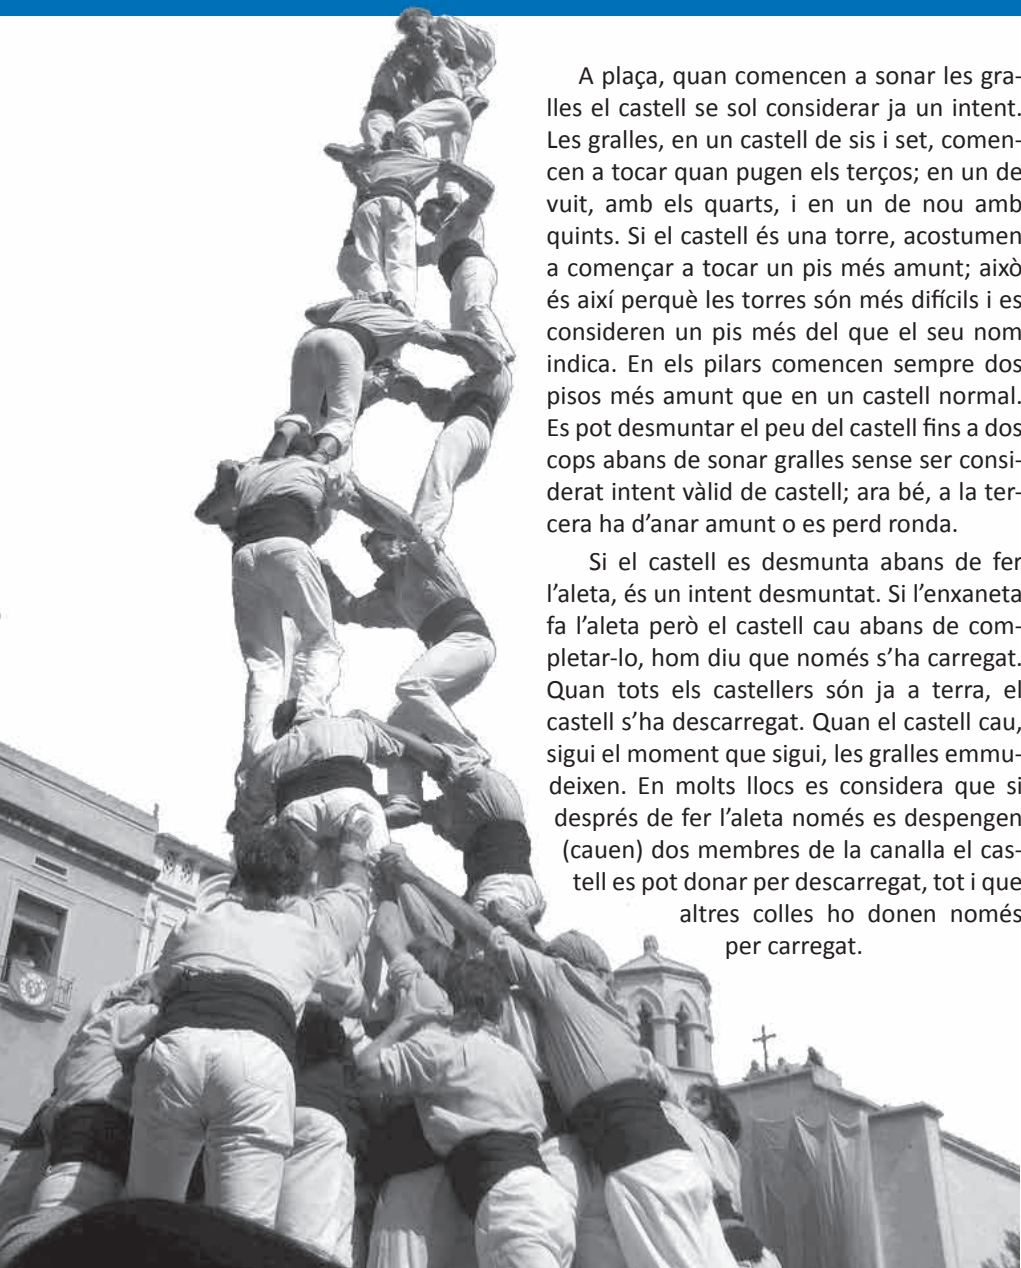 A plaça, quan comencen a sonar les gra-
lles el castell se sol considerar ja un intent.
Les gralles, en un castell de sis i set, comen-
cen a tocar quan pugen els terços; en un de
vuit, amb els quarts, i en un de nou amb
quints. Si el castell és una torre, acostumen
a començar a tocar un pis més amunt; això
és així perquè les torres són més difícils i es
consideren un pis més del que el seu nom
indica. En els pilars comencen sempre dos
pisos més amunt que en un castell normal.
Es pot desmuntar el peu del castell fins a dos
cops abans de sonar gralles sense ser consi-
derat intent vàlid de castell; ara bé, a la ter-
cera ha d’anar amunt o es perd ronda.
Si el castell es desmunta abans de fer
l’aleta, és un intent desmuntat. Si l’enxaneta
fa l’aleta però el castell cau abans de com-
pletar-lo, hom diu que només s’ha carregat.
Quan tots els castellers són ja a terra, el
castell s’ha descarregat. Quan el castell cau,
sigui el moment que sigui, les gralles emmu-
deixen. En molts llocs es considera que si
després de fer l’aleta només es despengen
(cauen) dos membres de la canalla el cas-
tell es pot donar per descarregat, tot i que
altres colles ho donen només
per carregat.